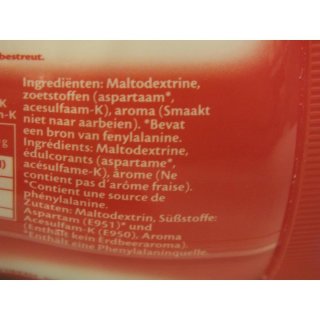 bestreut.
Ingrediënten: Maltodextrine,
zoetstoffen (aspartaam*,
acesulfaam-K), aroma (Smaakt
niet naar aarbeien). *Bevat
een bron van fenylalanine.
Ingrédients: Maltodextrine,
édulcorants (aspartame*,
acésulfame-K), arôme (Ne
contient pas d'arôme fraise).
*Contient une source de
phénylalanine.
Zutaten: Maltodextrin, Süßstoffe:
Aspartam (E951)* und
Acesulfam-K (E950), Aroma
(Enthält kein Erdbeeraroma).
*Enthält eine Phenylalaninquelle.